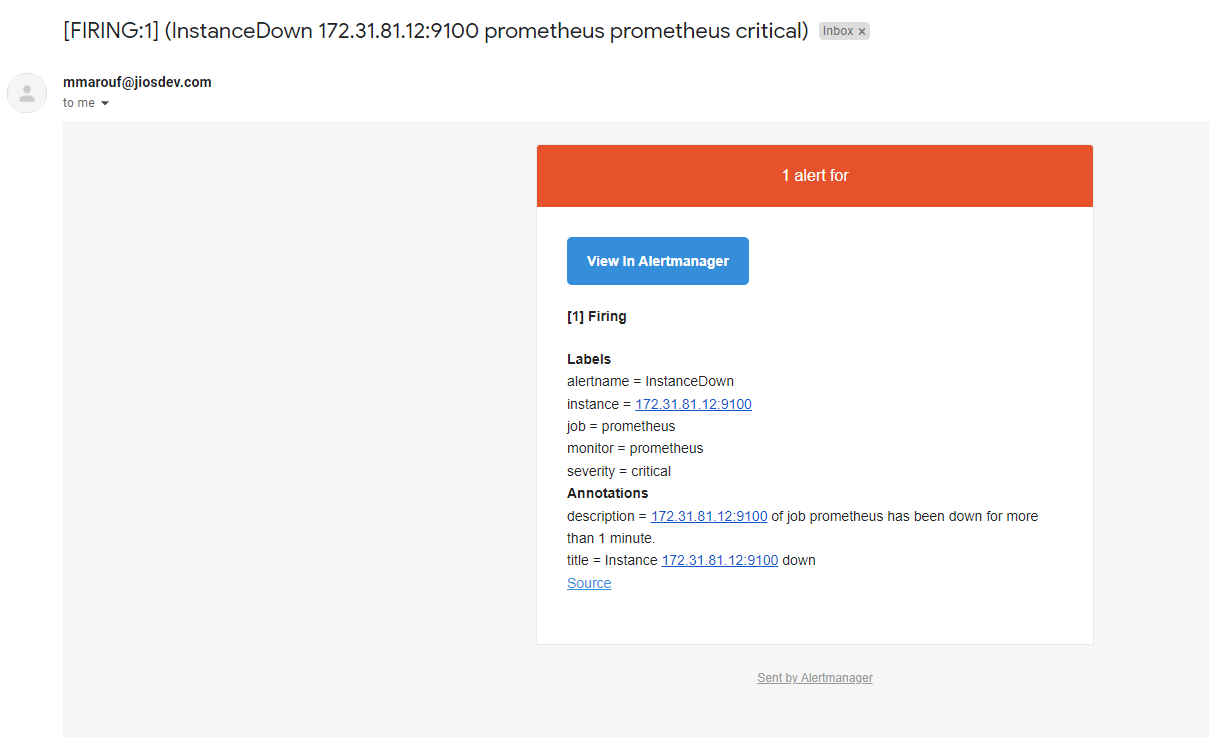 [FIRING:1] (InstanceDown 172.31.81.12:9100 prometheus prometheus critical) Inbox ×
mmarouf@jiosdev.com
to me
1 alert for
View In Alertmanager
[1] Firing
Labels
alertname = InstanceDown
instance = 172.31.81.12:9100
job = prometheus
monitor = prometheus
severity = critical
Annotations
description = 172.31.81.12:9100 of job prometheus has been down for more
than 1 minute.
title = Instance 172.31.81.12:9100 down
Source
Sent by Alertmanager